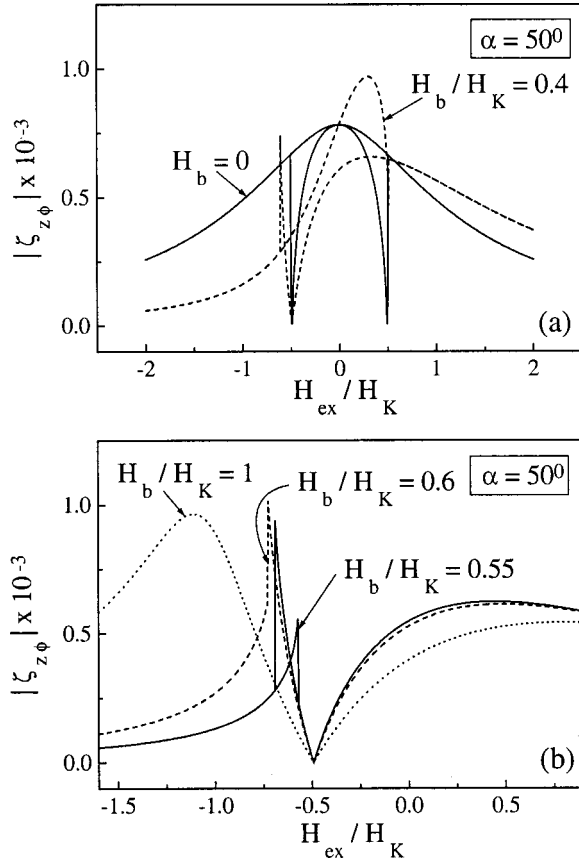 α = 50⁰
H_b / H_K = 0.4
H_b = 0
|ζ_zϕ| x 10⁻³
1.0
0.5
0.0
-2 -1 0 1 2
H_ex / H_K
(a)
H_b / H_K = 1
H_b / H_K = 0.6
α = 50⁰
H_b / H_K = 0.55
|ζ_zϕ| x 10⁻³
1.0
0.5
0.0
-1.5 -1.0 -0.5 0.0 0.5
H_ex / H_K
(b)